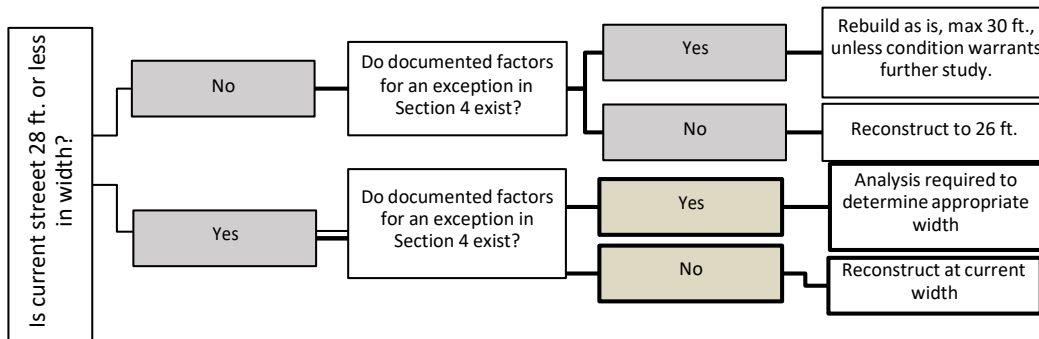 Is current streeet 28 ft. or less
in width?
No
Do documented factors
for an exception in
Section 4 exist?
Yes
Rebuild as is, max 30 ft.,
unless condition warrants
further study.
No
Reconstruct to 26 ft.
Yes
Do documented factors
for an exception in
Section 4 exist?
Yes
Analysis required to
determine appropriate
width
No
Reconstruct at current
width